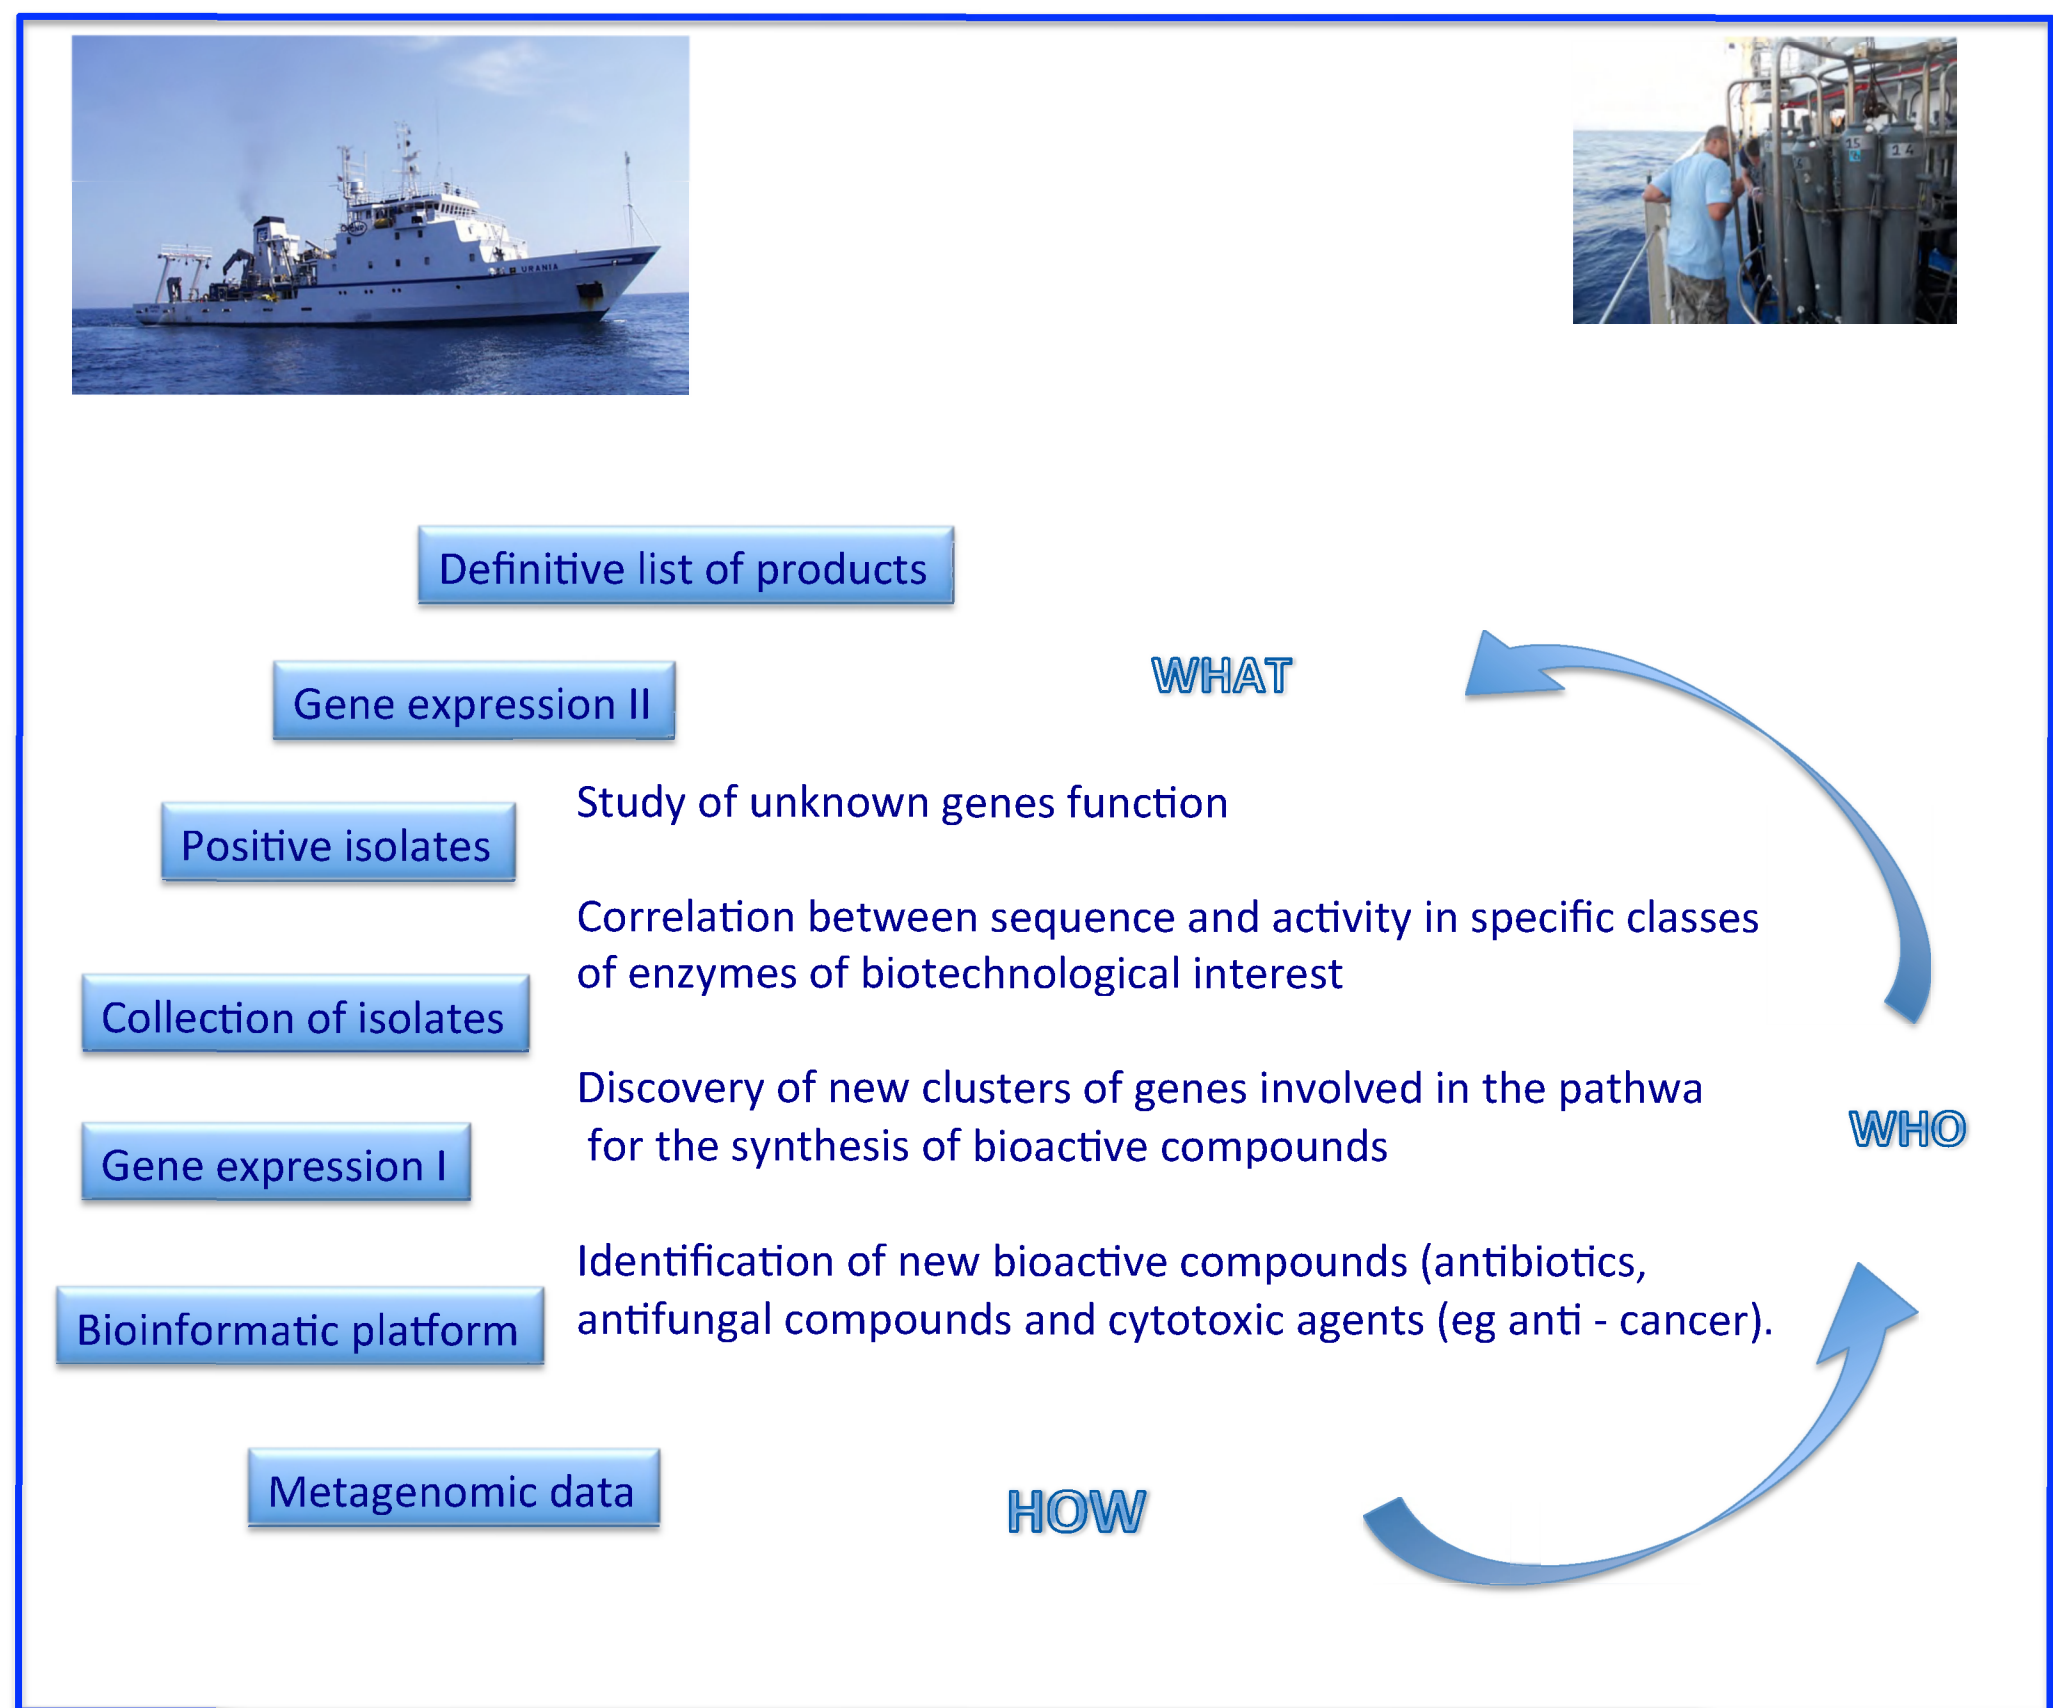 URANIA
15
14
Definitive list of products
Gene expression II
WHAT
Study of unknown genes function
Positive isolates
Correlation between sequence and activity in specific classes
of enzymes of biotechnological interest
Collection of isolates
Discovery of new clusters of genes involved in the pathwa
for the synthesis of bioactive compounds
WHO
Gene expression I
Identification of new bioactive compounds (antibiotics,
antifungal compounds and cytotoxic agents (eg anti - cancer).
Bioinformatic platform
Metagenomic data
HOW